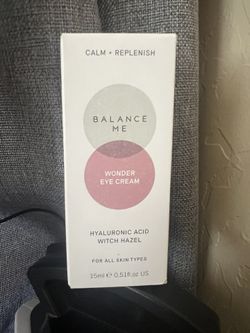 CALM + REPLENISH
BALANCE
ME
WONDER
EYE CREAM
HYALURONIC ACID
WITCH HAZEL
FOR ALL SKIN TYPES
15ml e 0.51fl.oz US